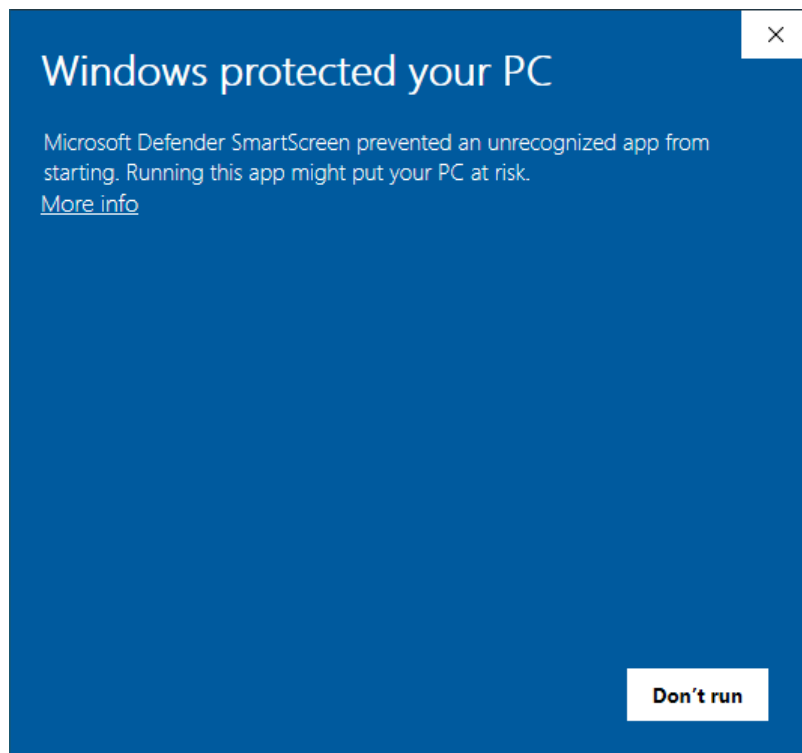 Windows protected your PC
Microsoft Defender SmartScreen prevented an unrecognized app from
starting. Running this app might put your PC at risk.
More info
Don't run